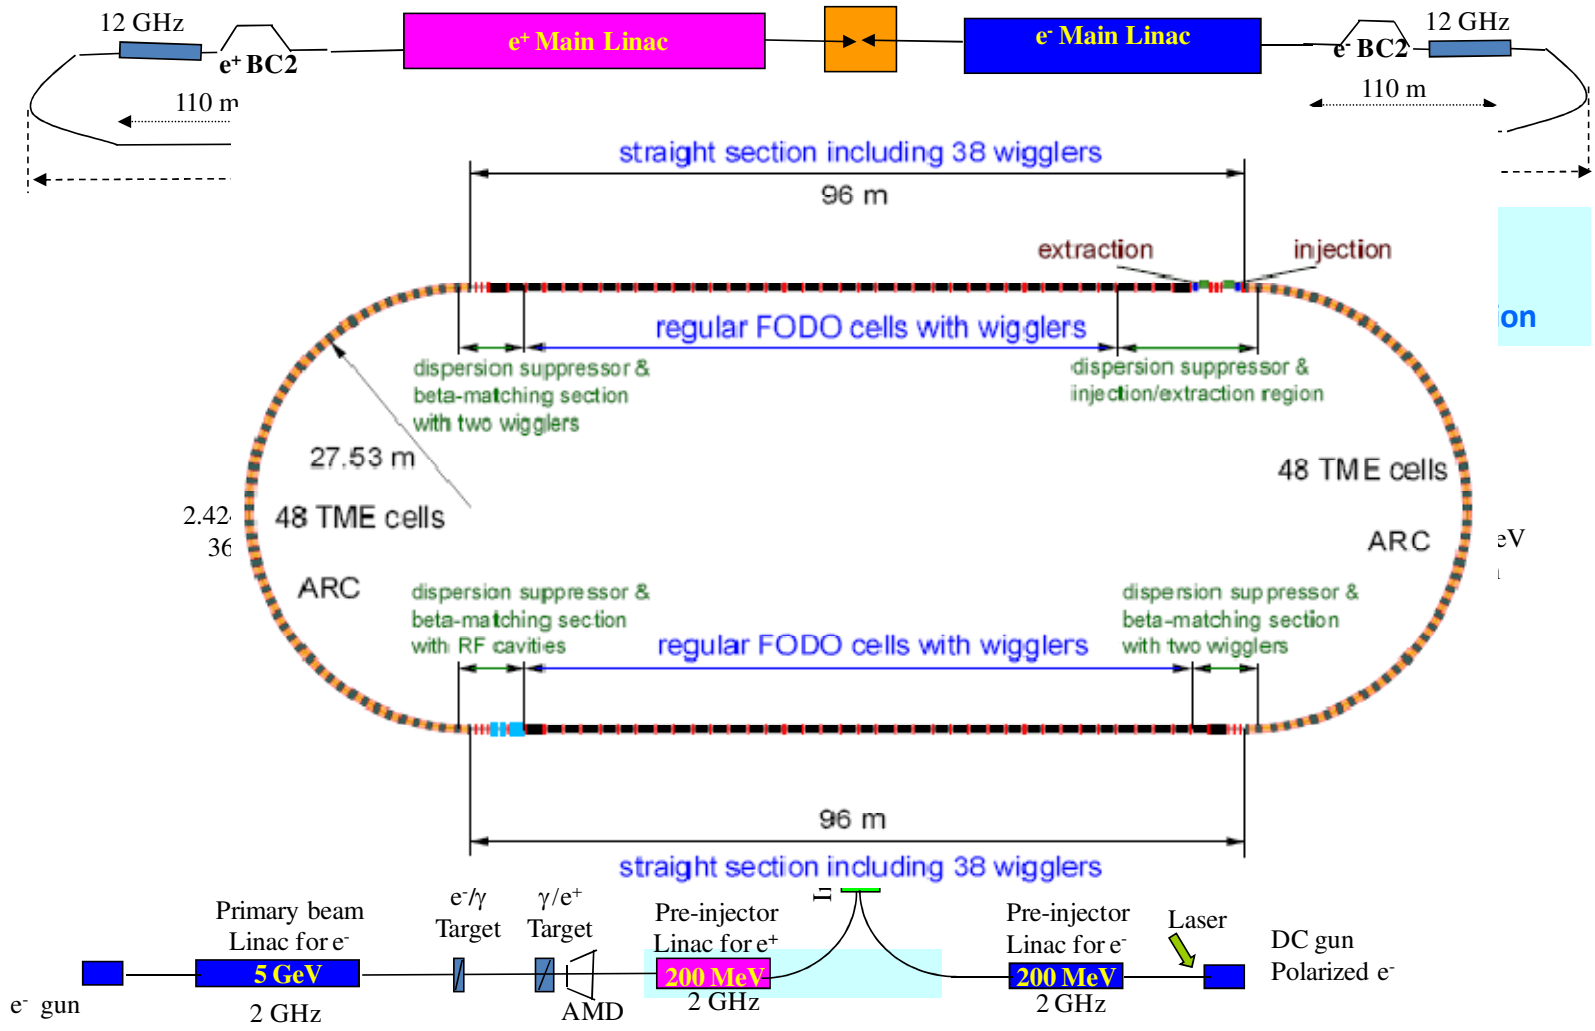 12 GHz
e+ BC2
e+ Main Linac
e- Main Linac
e- BC2
12 GHz
110 m
110 m
straight section including 38 wigglers
96 m
extraction
injection
regular FODO cells with wigglers
dispersion suppressor &
beta-matching section
with two wigglers
dispersion suppressor &
injection/extraction region
27.53 m
48 TME cells
ARC
48 TME cells
ARC
2.42
36
eV
ion
dispersion suppressor &
beta-matching section
with RF cavities
regular FODO cells with wigglers
dispersion suppressor &
beta-matching section
with two wigglers
96 m
straight section including 38 wigglers
e- gun
Primary beam
Linac for e-
5 GeV
2 GHz
e-/γ
Target
γ/e+
Target
AMD
Pre-injector
Linac for e+
200 MeV
2 GHz
Pre-injector
Linac for e-
200 MeV
2 GHz
Laser
DC gun
Polarized e-